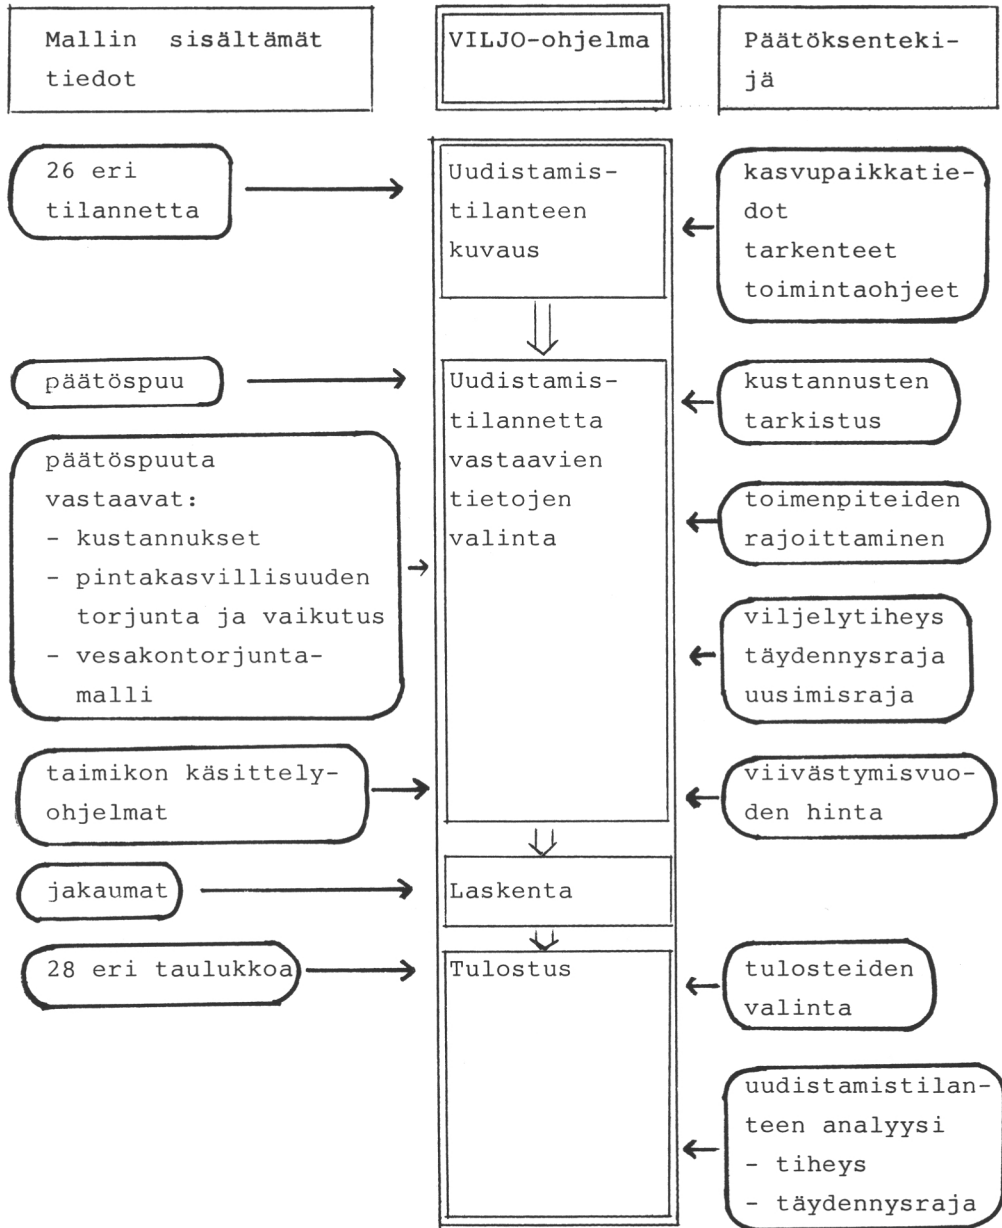 Mallin sisältämät
tiedot
VILJO-ohjelma
Päätöksenteki-
jä
26 eri
tilannetta
Uudistamis-
tilanteen
kuvaus
kasvupaikkatie-
dot
tarkenteet
toimintaohjeet
päätöspuu
Uudistamis-
tilannetta
vastaavien
tietojen
valinta
kustannusten
tarkistus
päätöspuuta
vastaavat:
- kustannukset
- pintakasvillisuuden
torjunta ja vaikutus
- vesakontorjunta-
malli
toimenpiteiden
rajoittaminen
viljelytiheys
täydennysraja
uusimisraja
taimikon käsittely-
ohjelmat
viivästymisvuo-
den hinta
jakaumat
Laskenta
28 eri taulukkoa
Tulostus
tulosteiden
valinta
uudistamistilan-
teen analyysi
- tiheys
- täydennysraja